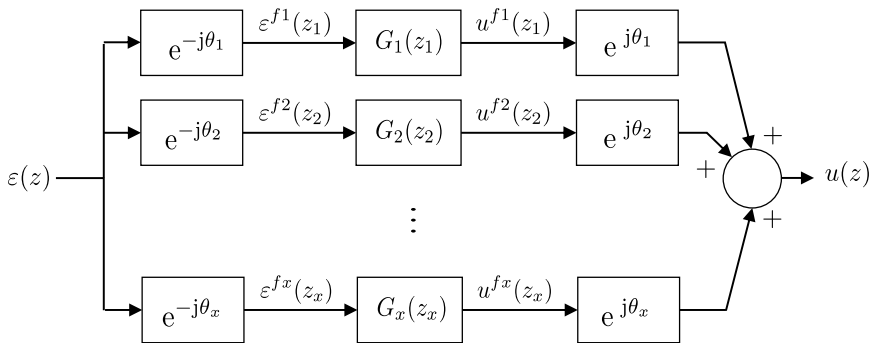 e^{-jθ_1} ε^{f1}(z_1) G_1(z_1) u^{f1}(z_1) e^{jθ_1}
+
e^{-jθ_2} ε^{f2}(z_2) G_2(z_2) u^{f2}(z_2) e^{jθ_2}
+
ε(z) u(z)
⋮
+
e^{-jθ_x} ε^{fx}(z_x) G_x(z_x) u^{fx}(z_x) e^{jθ_x}